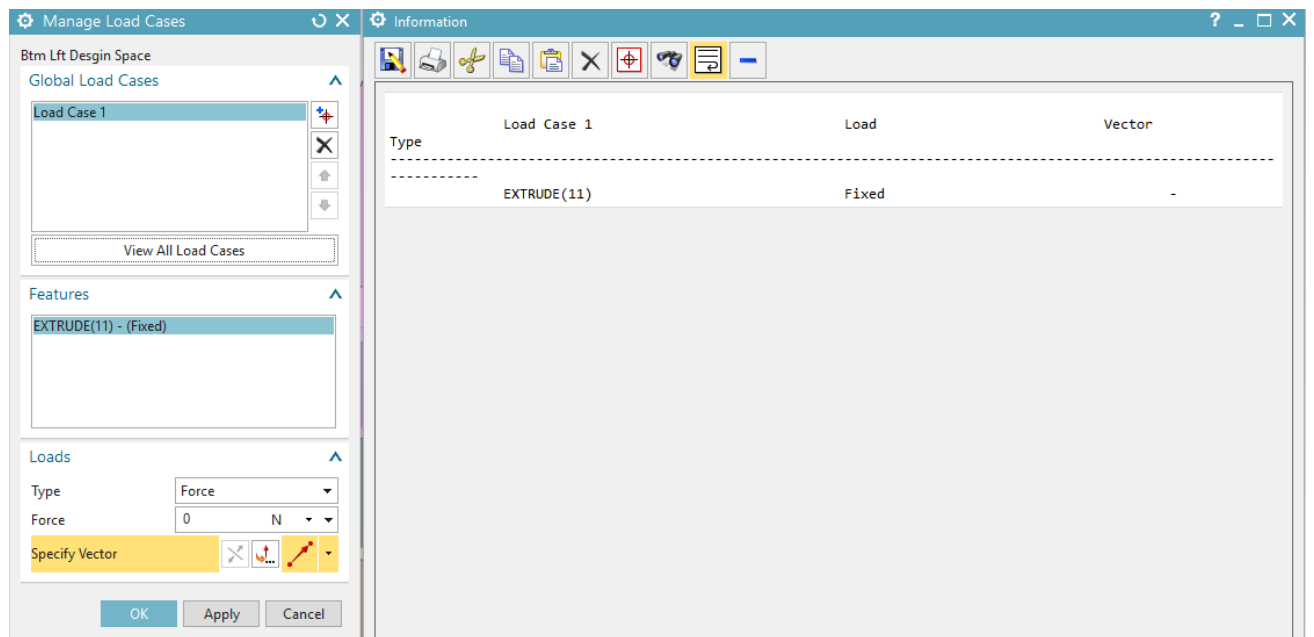 Manage Load Cases
Btm Lft Desgin Space
Global Load Cases
Load Case 1
View All Load Cases
Features
EXTRUDE(11) - (Fixed)
Loads
Type Force
Force 0 N
Specify Vector
OK Apply Cancel
Information
Load Case 1 Load Vector
Type
--------------------------------------------------------------------------------------------------------------
-----------
EXTRUDE(11) Fixed -